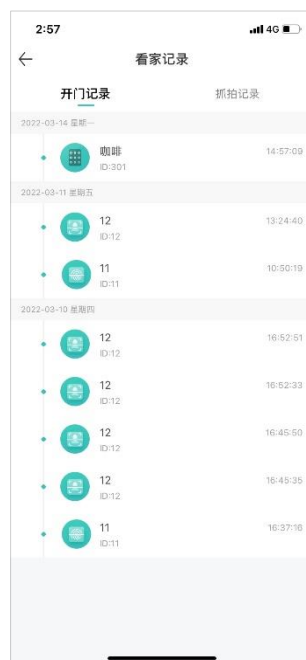 2:57
4G
看家记录
开门记录
抓拍记录
2022-03-14 星期一
咖啡
14:57:09
ID:301
2022-03-11 星期五
12
13:24:40
ID:12
11
10:50:19
ID:11
2022-03-10 星期四
12
16:52:51
ID:12
12
16:52:33
ID:12
12
16:45:50
ID:12
12
16:45:35
ID:12
11
16:37:16
ID:11